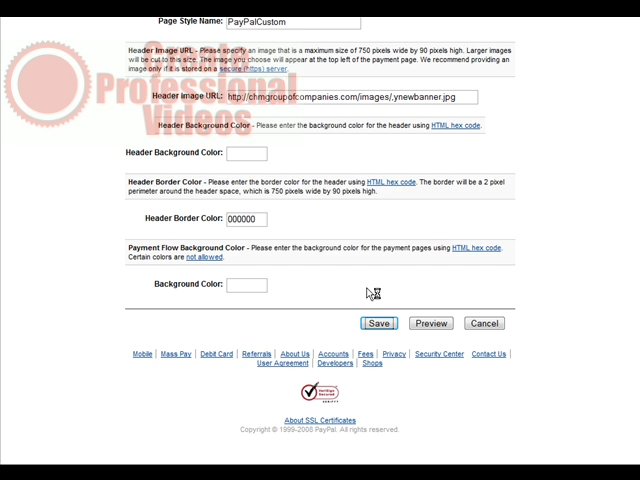 Page Style Name: PayPalCustom
Header Image URL - Please specify an image that is a maximum size of 750 pixels wide by 90 pixels high. Larger images
will be cut to this size. The image you choose will appear at the top left of the payment page. We recommend providing an
image only if it is stored on a secure (https) server.
Header Image URL: http://chmgroupofcompanies.com/images/,ynewbanner.jpg
Professional
Videos
Header Background Color - Please enter the background color for the header using HTML hex code.
Header Background Color:
Header Border Color - Please enter the border color for the header using HTML hex code. The border will be a 2 pixel
perimeter around the header space, which is 750 pixels wide by 90 pixels high.
Header Border Color: 000000
Payment Flow Background Color - Please enter the background color for the payment pages using HTML hex code.
Certain colors are not allowed.
Background Color:
Save Preview Cancel
Mobile | Mass Pay | Debit Card | Referrals | About Us | Accounts | Fees | Privacy | Security Center | Contact Us |
User Agreement | Developers | Shops
About SSL Certificates
Copyright © 1999-2008 PayPal. All rights reserved.